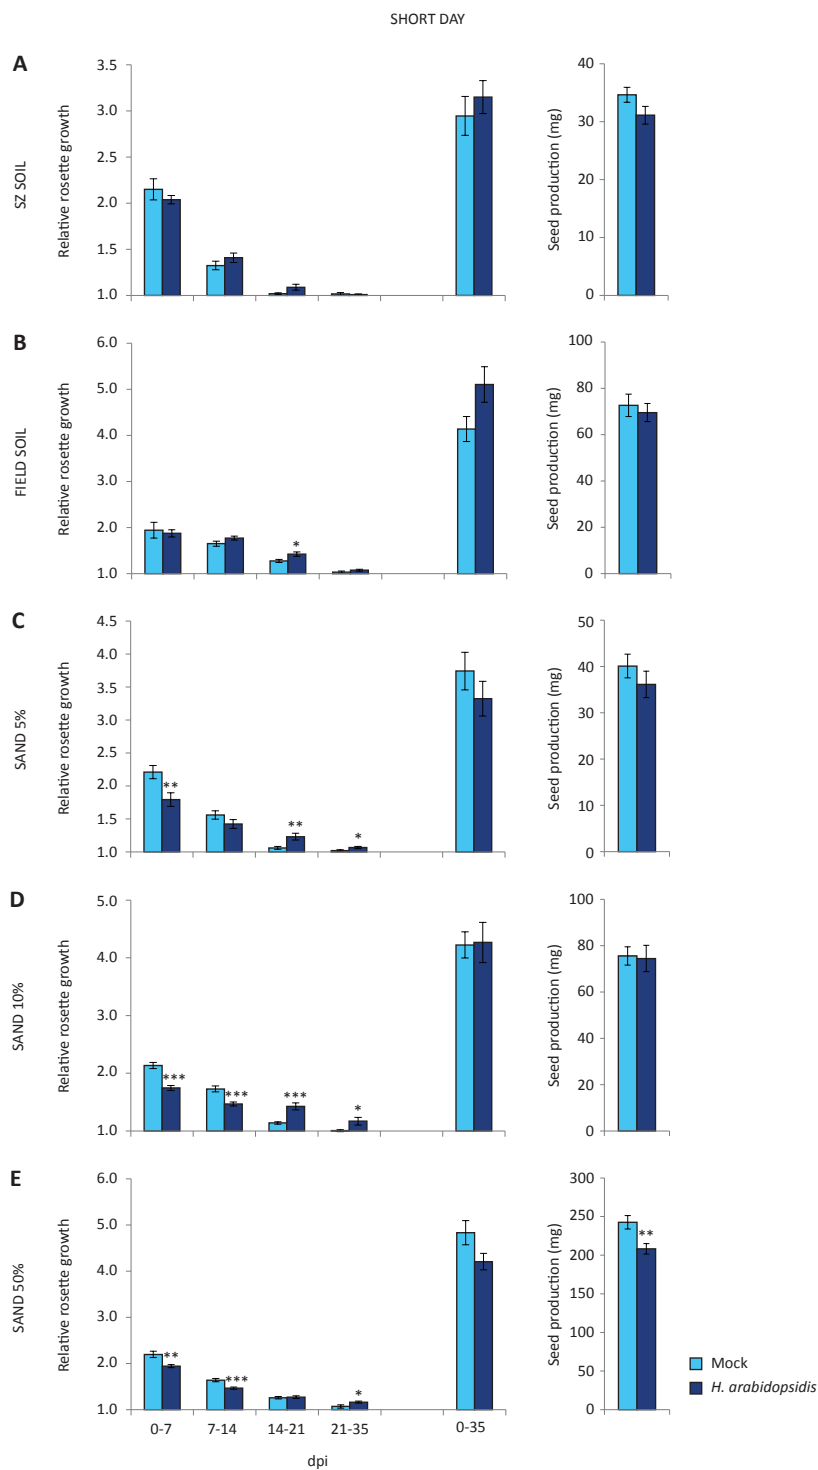 SHORT DAY
A
SZ SOIL
Relative rosette growth
3.5
3.0
2.5
2.0
1.5
1.0
Seed production (mg)
40
30
20
10
0
B
FIELD SOIL
Relative rosette growth
6.0
5.0
4.0
3.0
2.0
1.0
*
Seed production (mg)
100
80
60
40
20
0
C
SAND 5%
Relative rosette growth
4.5
4.0
3.5
3.0
2.5
2.0
1.5
1.0
**
**
*
Seed production (mg)
50
40
30
20
10
0
D
SAND 10%
Relative rosette growth
5.0
4.0
3.0
2.0
1.0
***
***
***
*
Seed production (mg)
100
80
60
40
20
0
E
SAND 50%
Relative rosette growth
6.0
5.0
4.0
3.0
2.0
1.0
**
***
*
0-7 7-14 14-21 21-35 0-35
dpi
Seed production (mg)
300
250
200
150
100
50
0
**
Mock
H. arabidopsidis